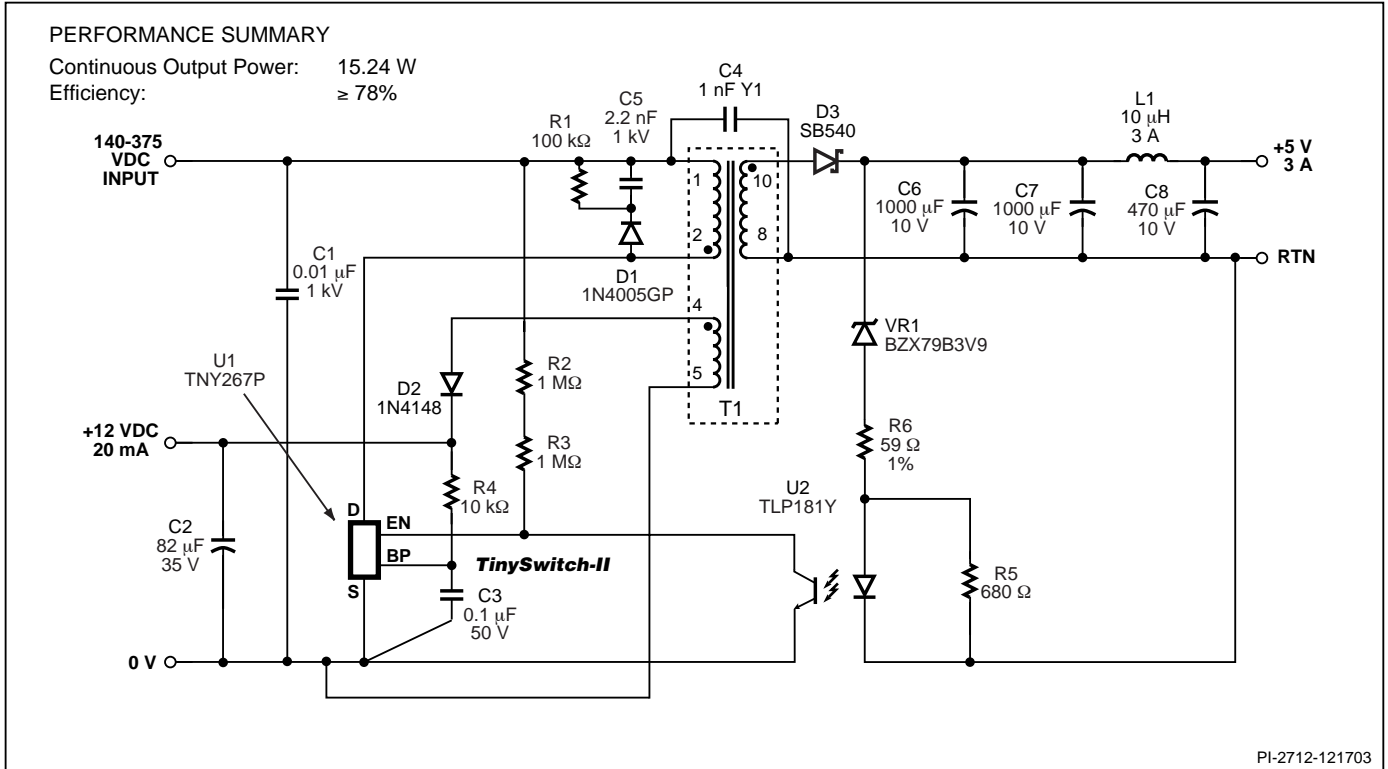 PERFORMANCE SUMMARY
Continuous Output Power: 15.24 W
Efficiency: ≥ 78%
140-375
VDC
INPUT
R1
100 kΩ
C5
2.2 nF
1 kV
C4
1 nF Y1
D3
SB540
L1
10 μH
3 A
+5 V
3 A
1
2
10
8
C6
1000 μF
10 V
C7
1000 μF
10 V
C8
470 μF
10 V
RTN
C1
0.01 μF
1 kV
D1
1N4005GP
4
5
T1
VR1
BZX79B3V9
U1
TNY267P
D2
1N4148
R2
1 MΩ
+12 VDC
20 mA
R3
1 MΩ
R6
59 Ω
1%
R4
10 kΩ
U2
TLP181Y
C2
82 μF
35 V
D
EN
BP
S
TinySwitch-II
C3
0.1 μF
50 V
R5
680 Ω
0 V
PI-2712-121703